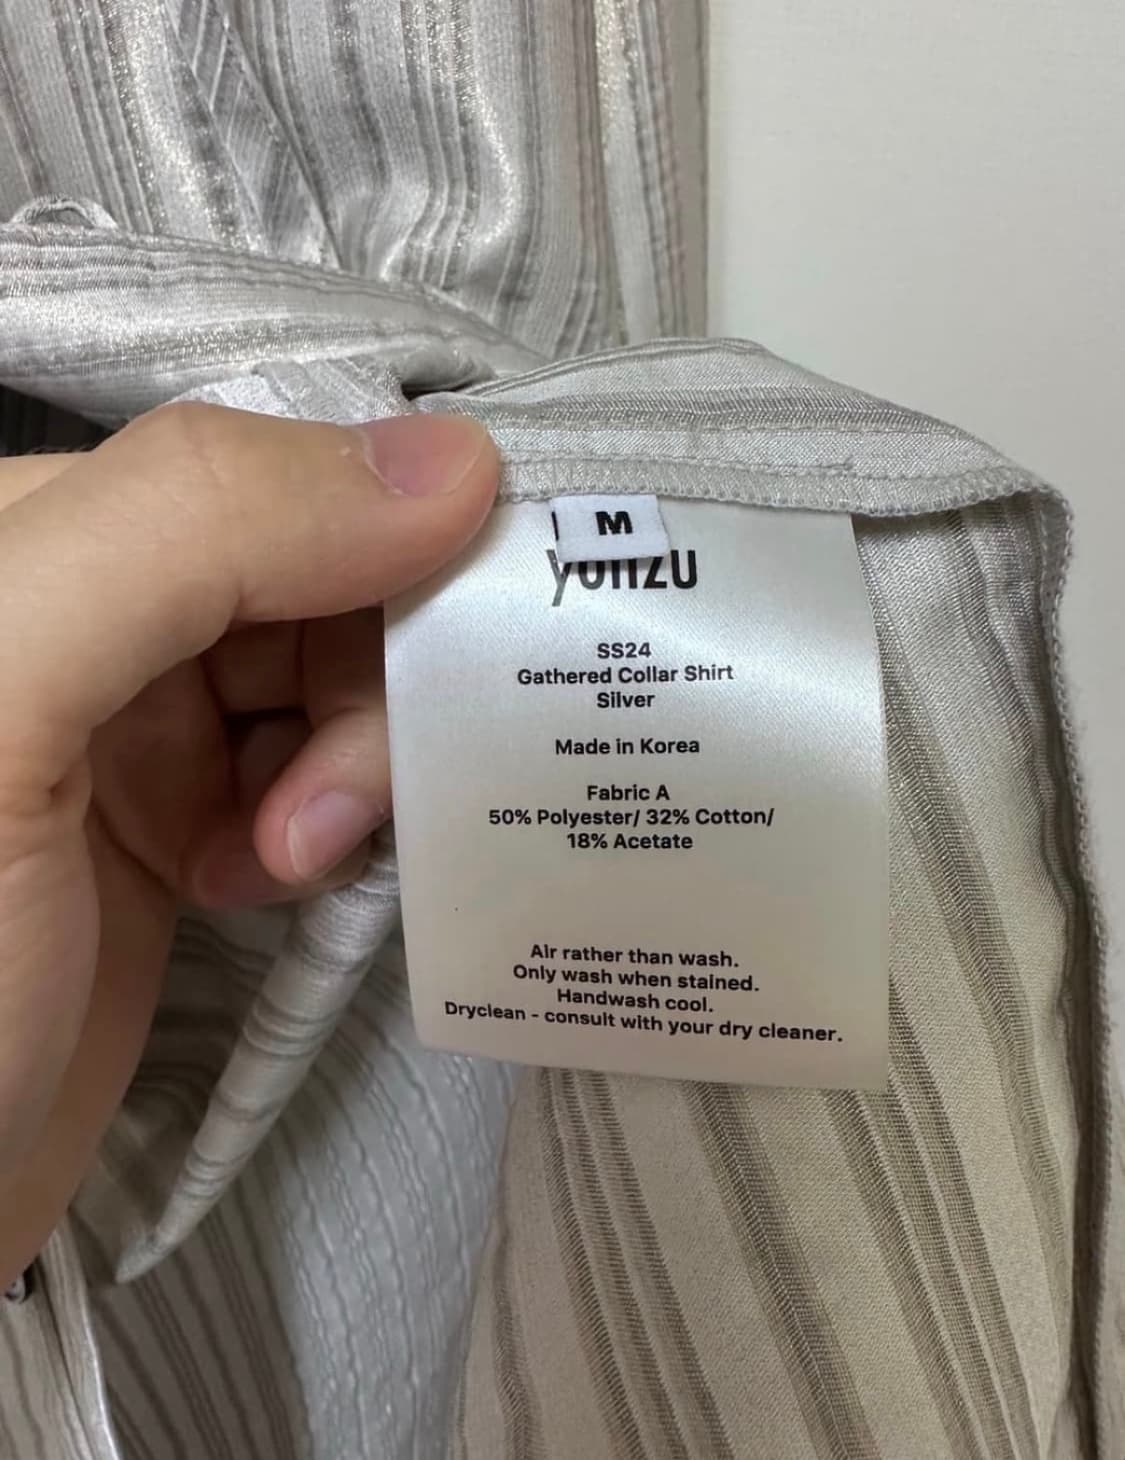 M
SS24
Gathered Collar Shirt
Silver
Made in Korea
Fabric A
50% Polyester/ 32% Cotton/
18% Acetate
Air rather than wash.
Only wash when stained.
Handwash cool.
Dryclean - consult with your dry cleaner.